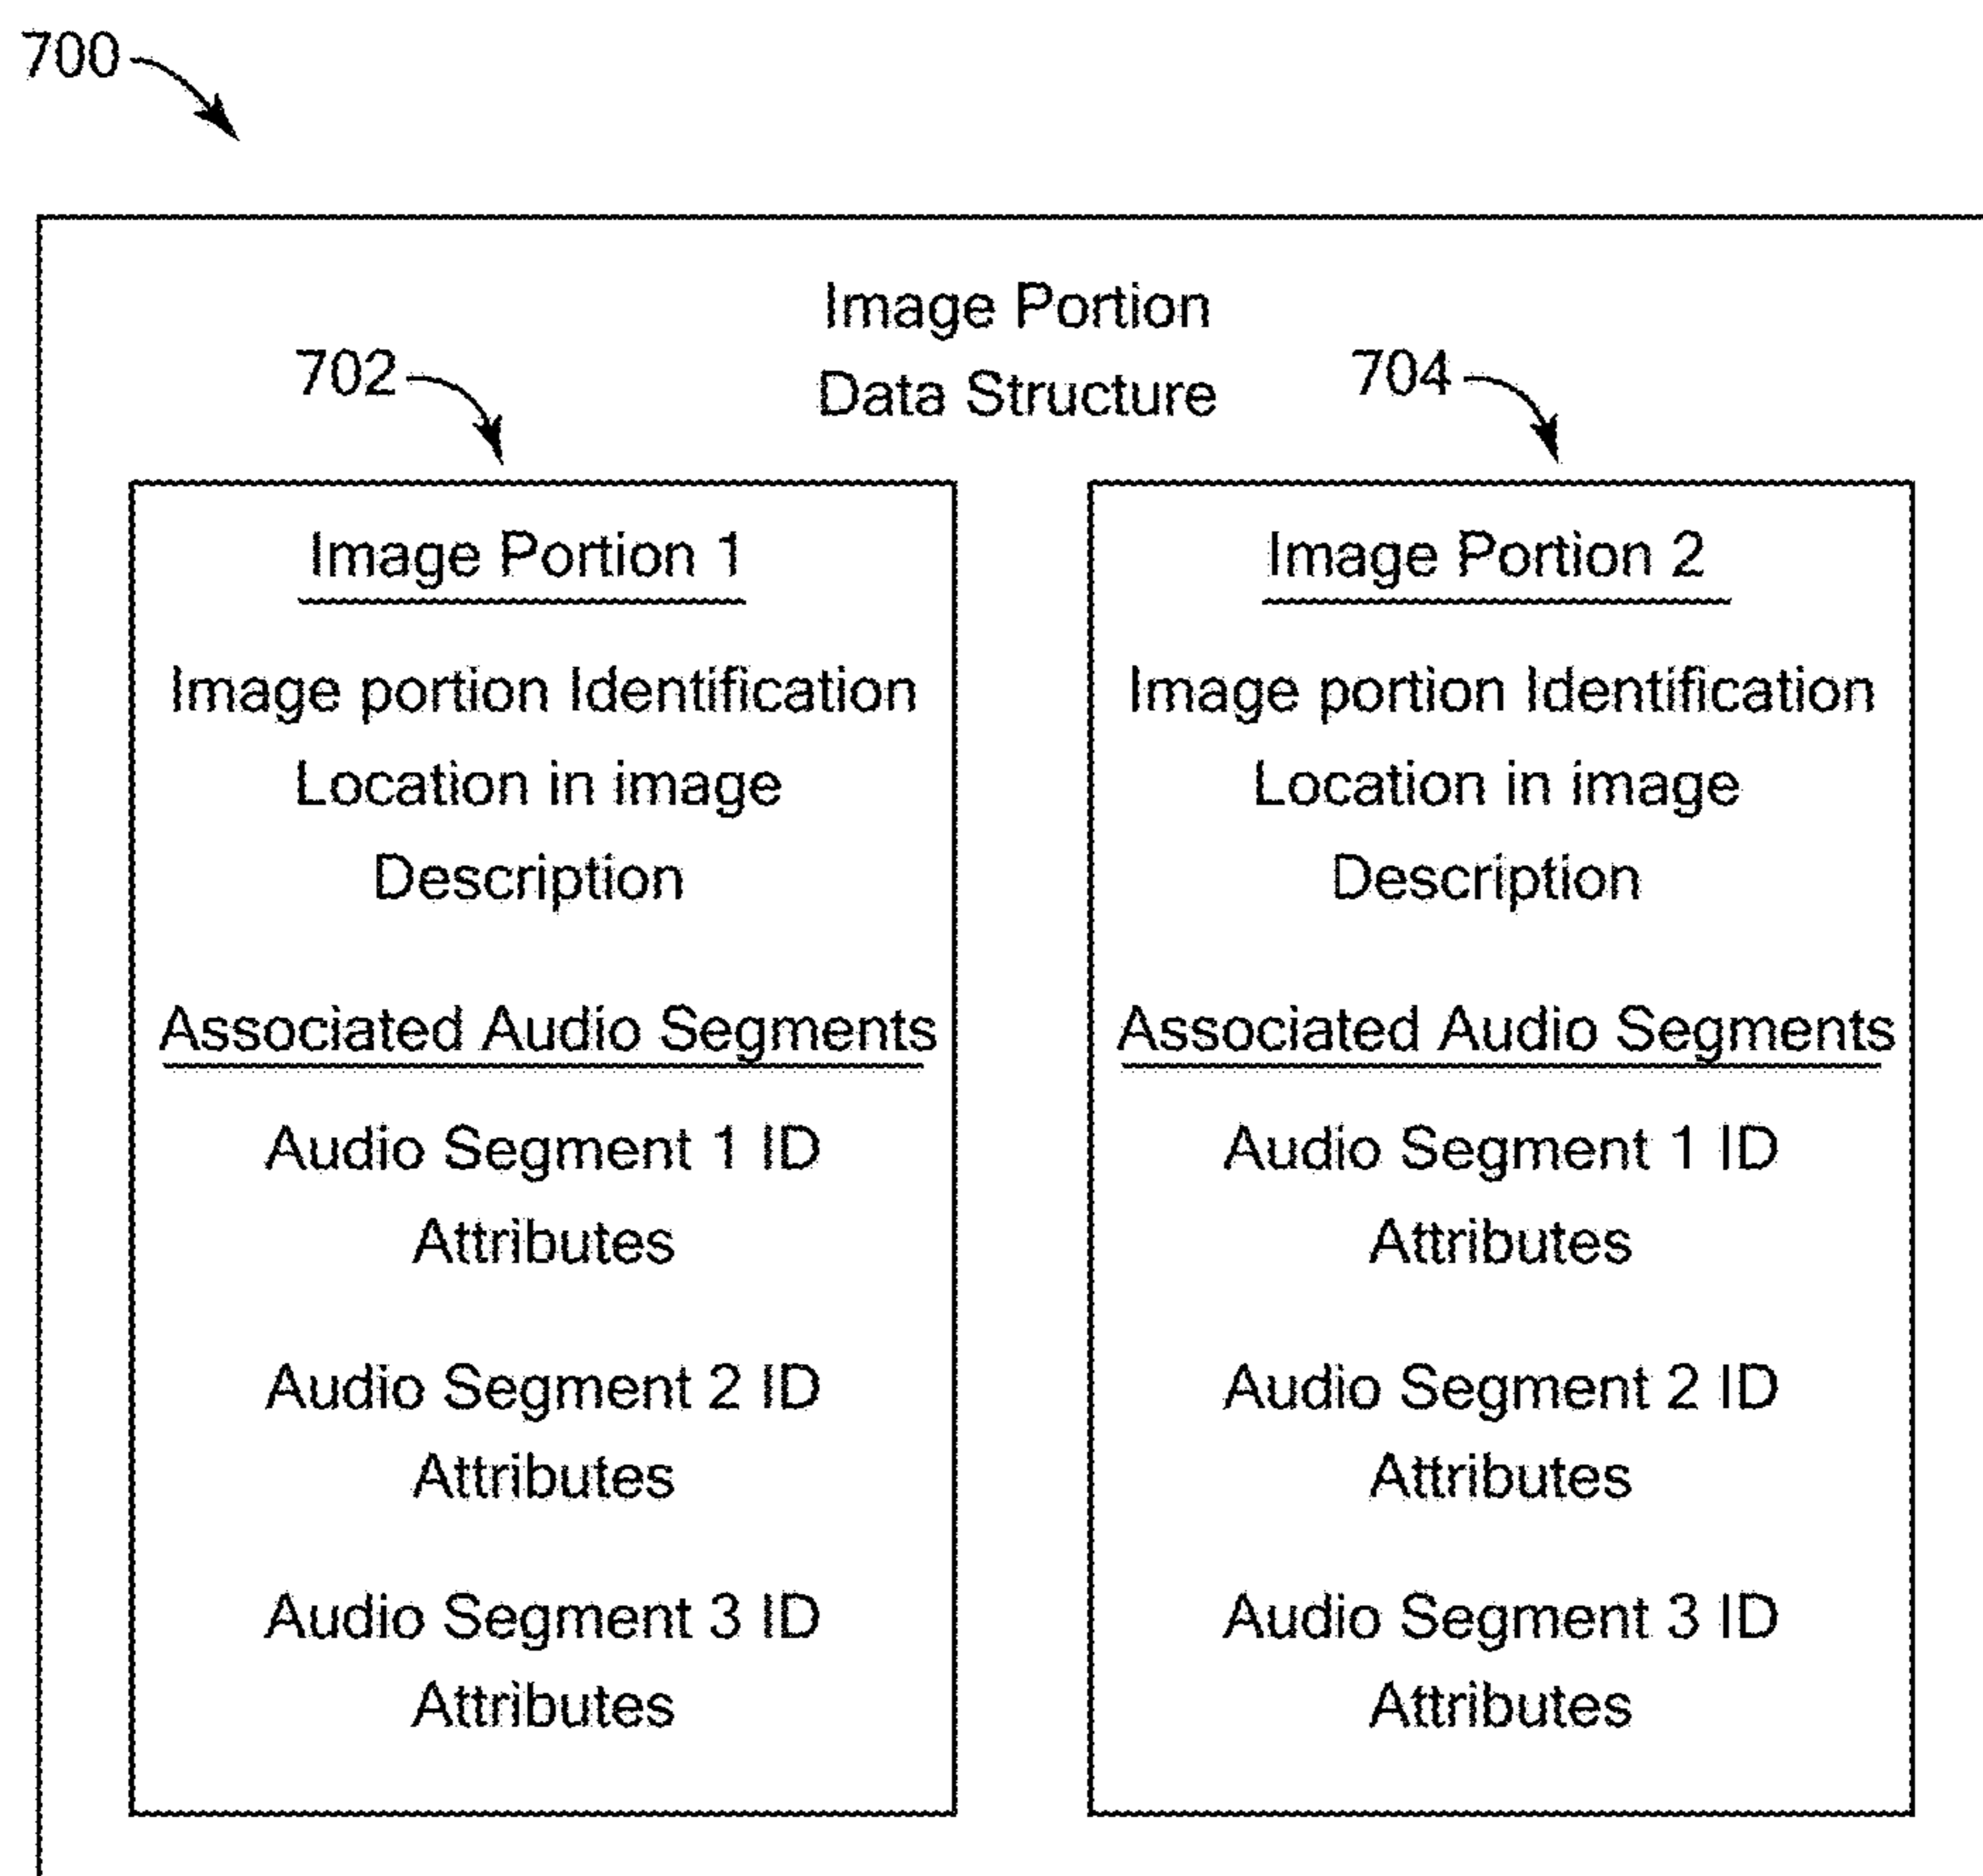 700
Image Portion
Data Structure
702
Image Portion 1
Image portion Identification
Location in image
Description
Associated Audio Segments
Audio Segment 1 ID
Attributes
Audio Segment 2 ID
Attributes
Audio Segment 3 ID
Attributes
704
Image Portion 2
Image portion Identification
Location in image
Description
Associated Audio Segments
Audio Segment 1 ID
Attributes
Audio Segment 2 ID
Attributes
Audio Segment 3 ID
Attributes